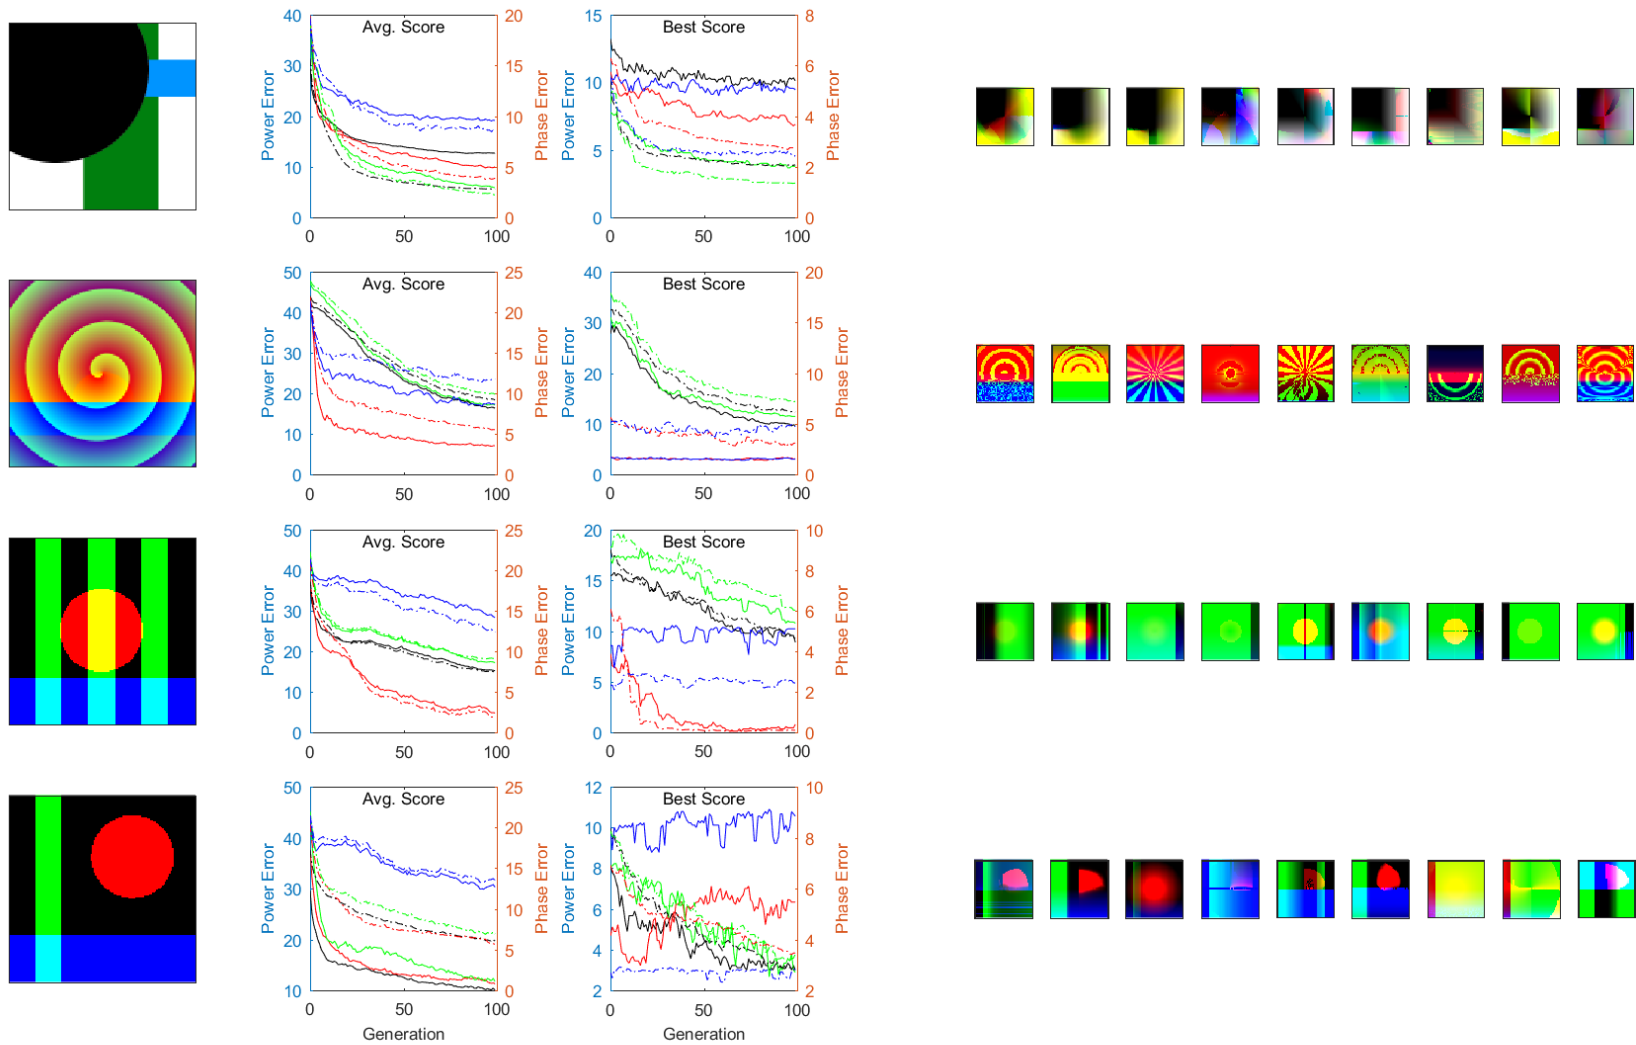 40 Avg. Score 20 15 Best Score 8
30 15 10 6
20 10 4
10 5 5 2
0 0 0 0
Power Error Phase Error Power Error Phase Error
0 50 100 0 50 100
50 Avg. Score 25 40 Best Score 20
40 20 30 15
30 15 20 10
20 10 10 5
10 5
0 0 0 0
Power Error Phase Error Power Error Phase Error
0 50 100 0 50 100
50 Avg. Score 25 20 Best Score 10
40 20 15 8
30 15 10 6
20 10 5 4
10 5 2
0 0 0 0
Power Error Phase Error Power Error Phase Error
0 50 100 0 50 100
50 Avg. Score 25 12 Best Score 10
40 20 10 8
30 15 8 6
20 10 6 4
5 4
10 0 2 2
Power Error Phase Error Power Error Phase Error
0 50 100 0 50 100
Generation Generation